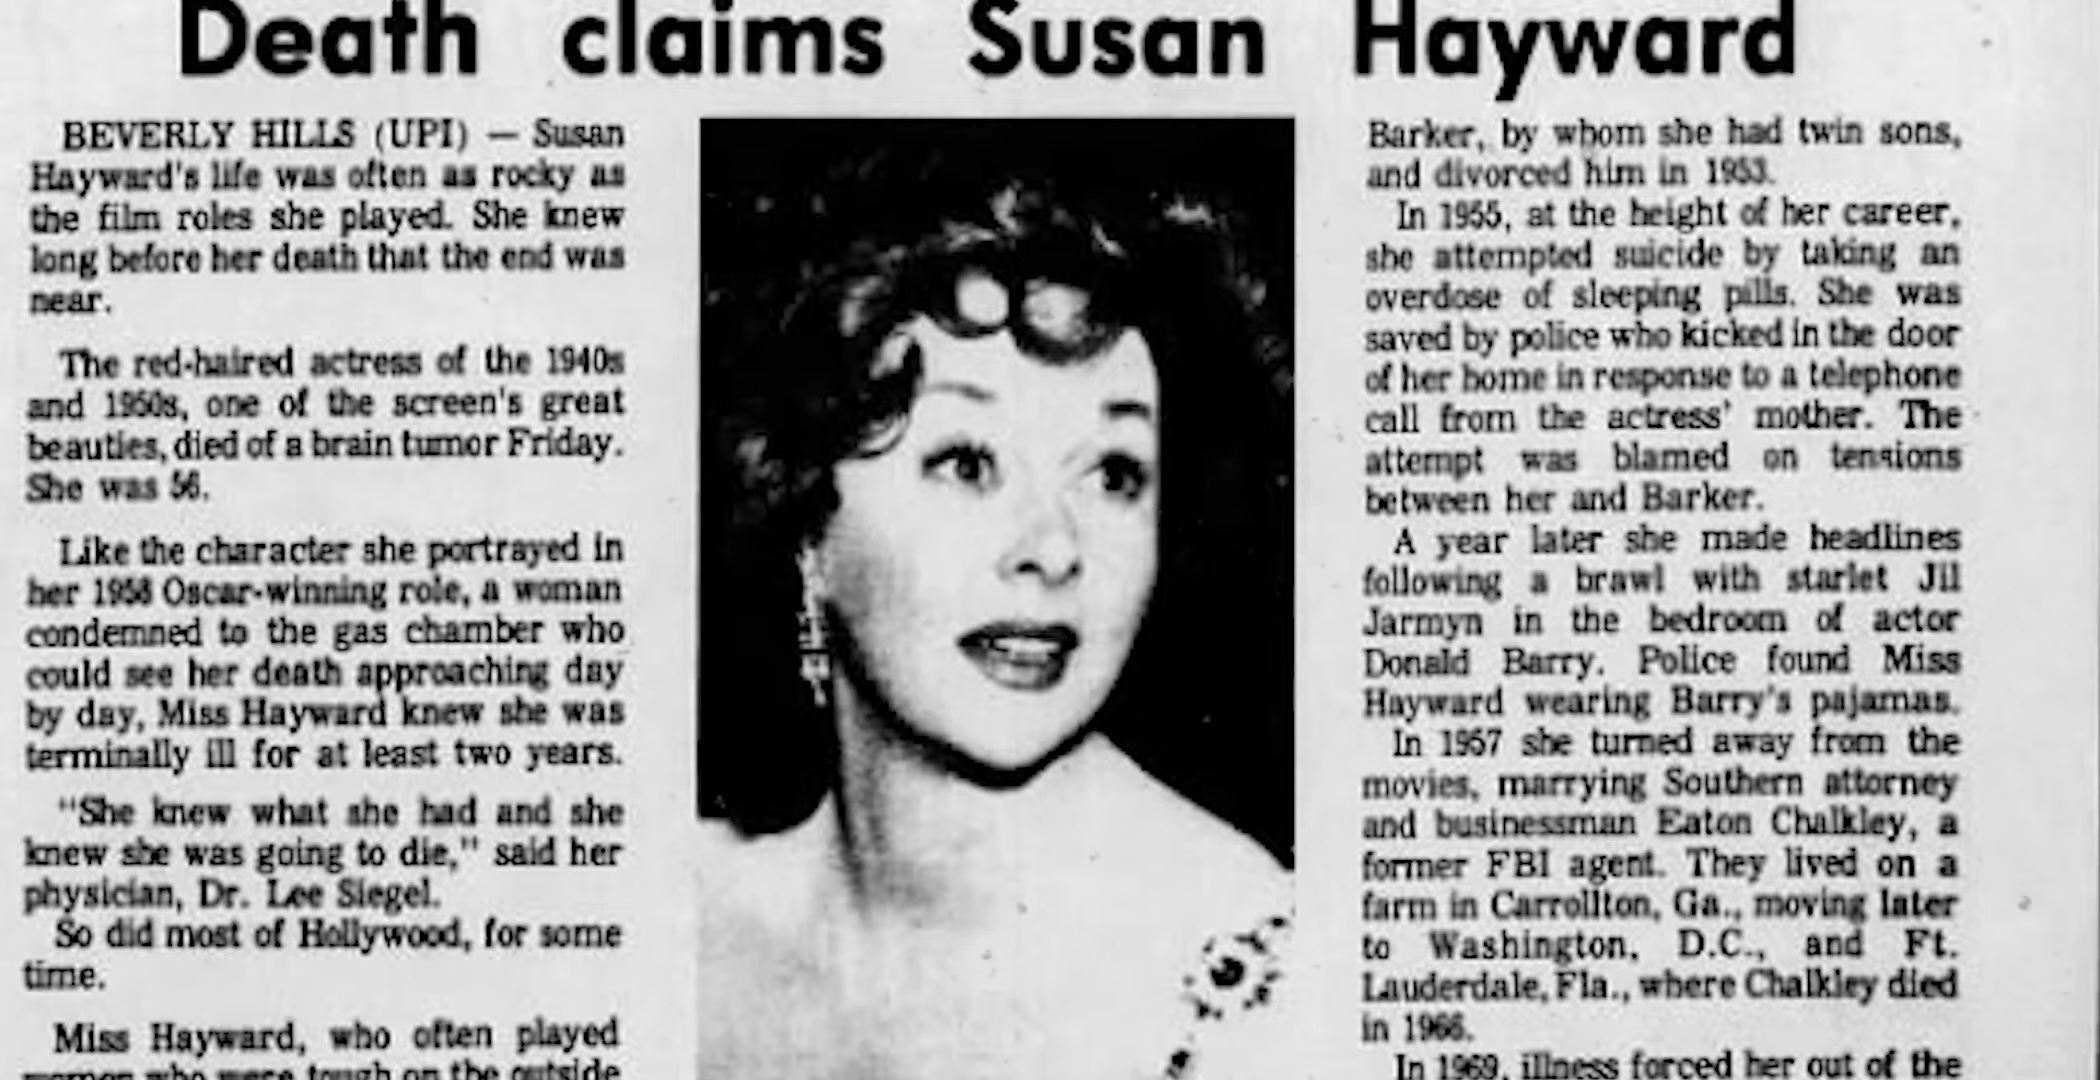 Death claims Susan Hayward
BEVERLY HILLS (UPI) — Susan
Hayward's life was often as rocky as
the film roles she played. She knew
long before her death that the end was
near.
The red-haired actress of the 1940s
and 1950s, one of the screen's great
beauties, died of a brain tumor Friday.
She was 56.
Like the character she portrayed in
her 1958 Oscar-winning role, a woman
condemned to the gas chamber who
could see her death approaching day
by day, Miss Hayward knew she was
terminally ill for at least two years.
"She knew what she had and she
knew she was going to die," said her
physician, Dr. Lee Siegel.
So did most of Hollywood, for some
time.
Miss Hayward, who often played
women who were tough on the outside
Barker, by whom she had twin sons,
and divorced him in 1953.
In 1955, at the height of her career,
she attempted suicide by taking an
overdose of sleeping pills. She was
saved by police who kicked in the door
of her home in response to a telephone
call from the actress' mother. The
attempt was blamed on tensions
between her and Barker.
A year later she made headlines
following a brawl with starlet Jil
Jarmyn in the bedroom of actor
Donald Barry. Police found Miss
Hayward wearing Barry's pajamas.
In 1957 she turned away from the
movies, marrying Southern attorney
and businessman Eaton Chalkley, a
former FBI agent. They lived on a
farm in Carrollton, Ga., moving later
to Washington, D.C., and Ft.
Lauderdale, Fla., where Chalkley died
in 1966.
In 1969, illness forced her out of the